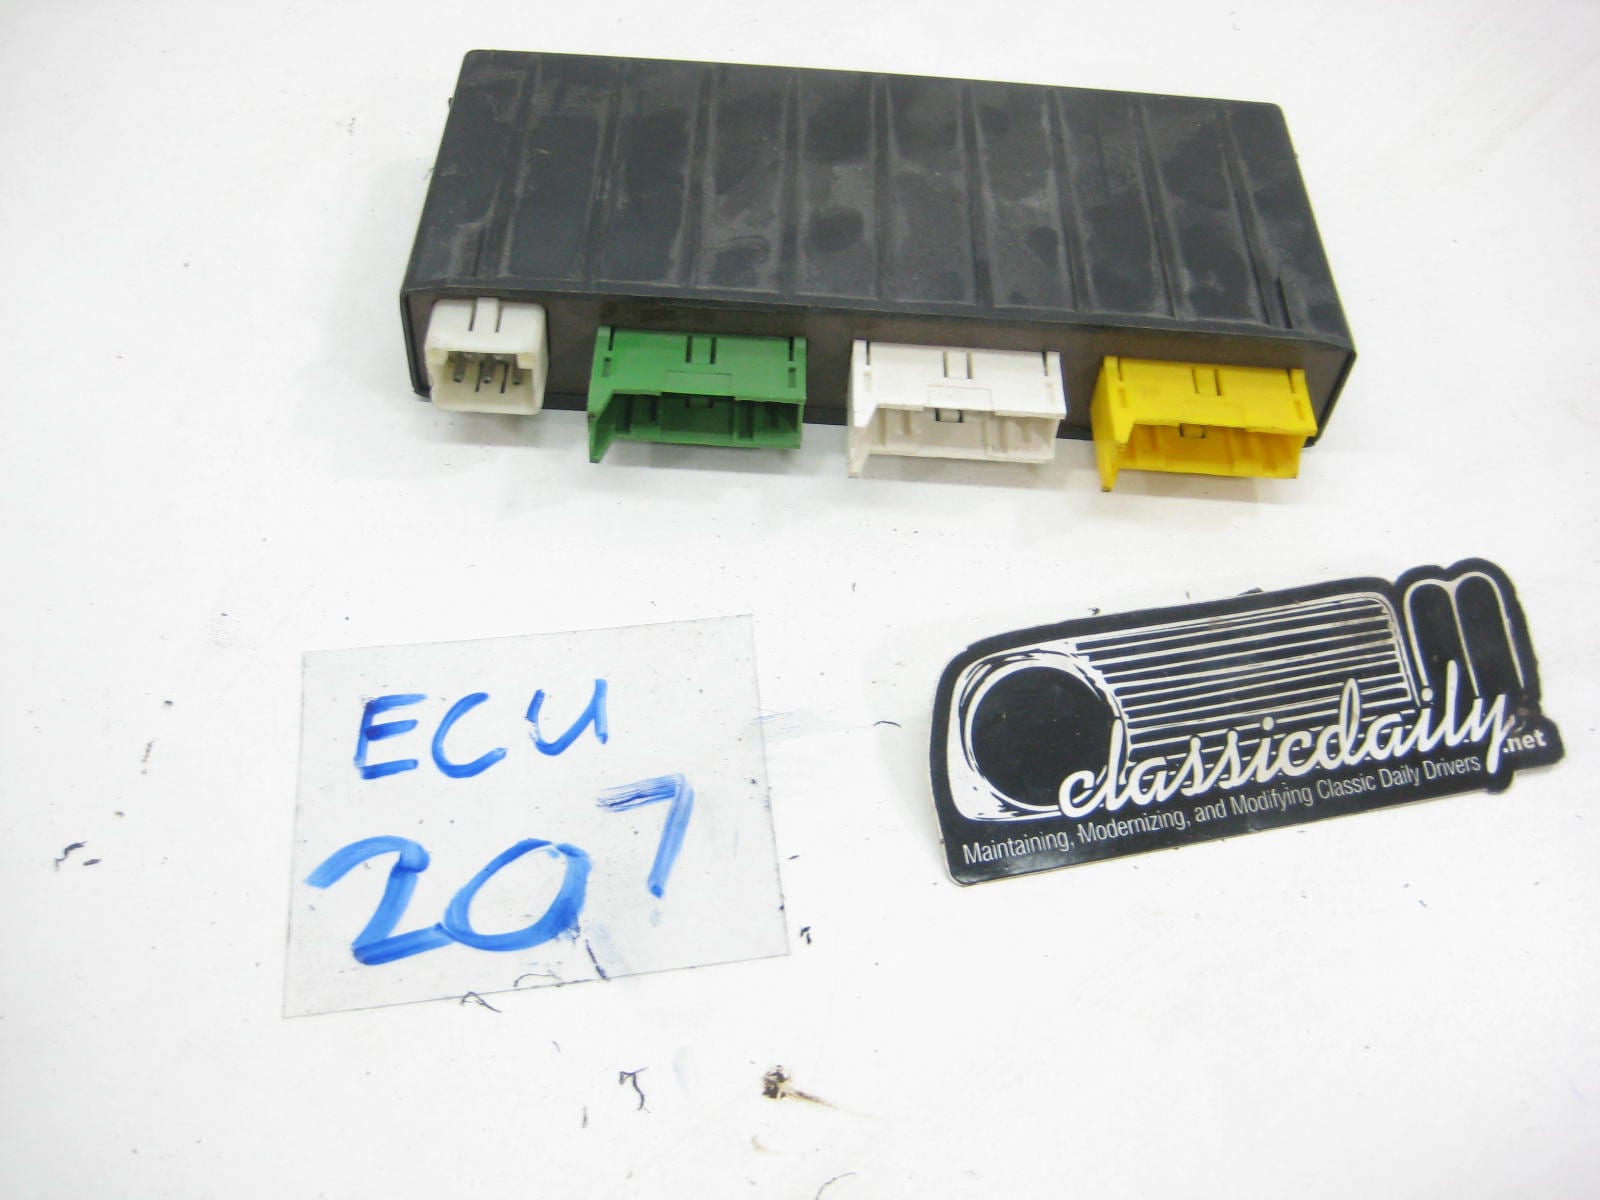 ECU
207
classicdaily.net
Maintaining, Modernizing, and Modifying Classic Daily Drivers